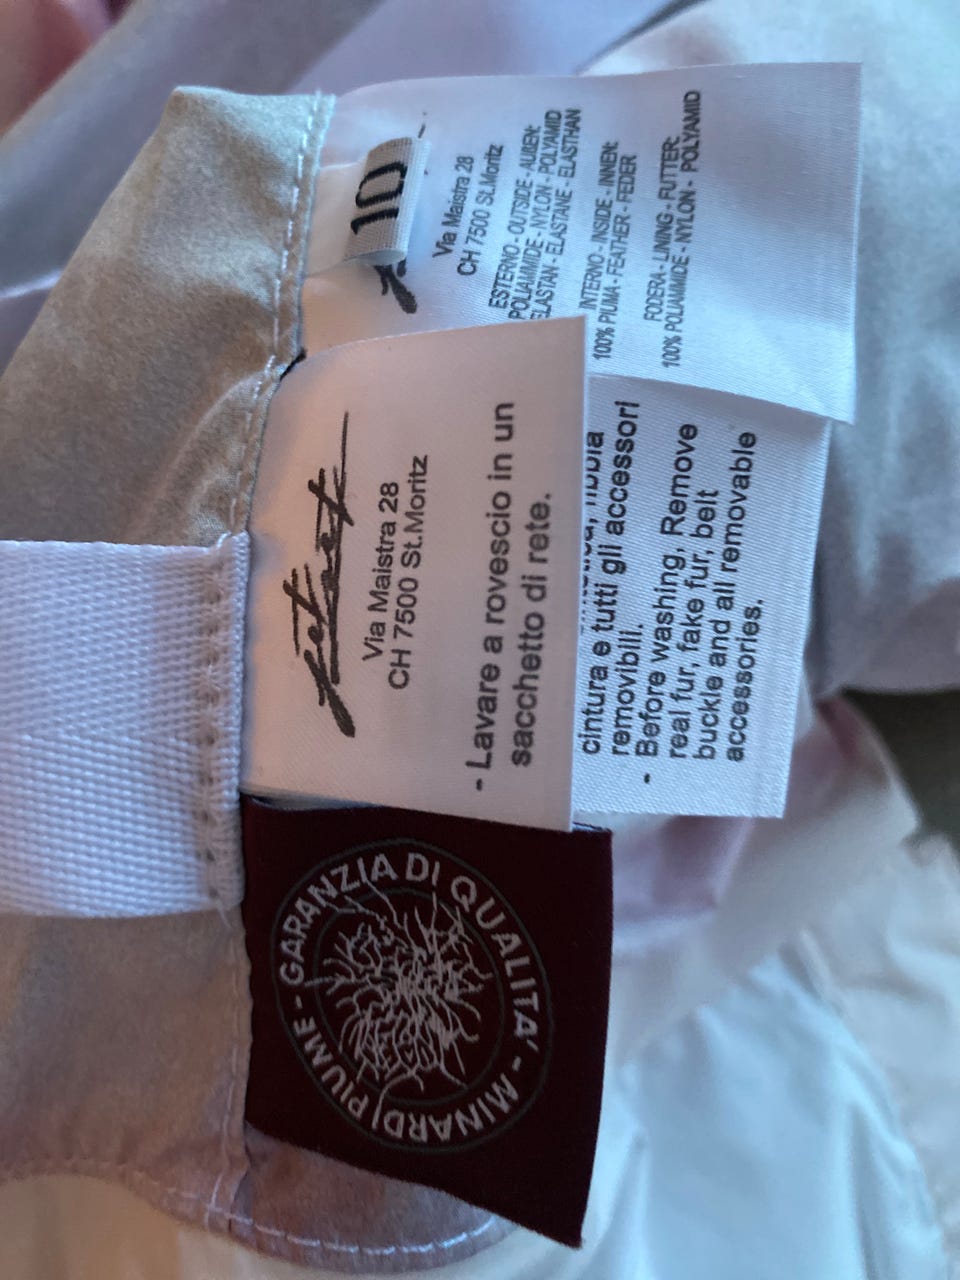 10
Via Maistra 28
CH 7500 St.Moritz
ESTERNO - OUTSIDE - AUßEN:
POLIAMMIDE - NYLON - POLYAMID
ELASTAN - ELASTANE - ELASTHAN
INTERNO - INSIDE - INNEN:
100% PIUMA - FEATHER - FEDER
FODERA - LINING - FUTTER:
100% POLIAMMIDE - NYLON - POLYAMID
jetset
Via Maistra 28
CH 7500 St.Moritz
- Lavare a rovescio in un
sacchetto di rete.
cintura e tutti gli accessori
removibili.
- Before washing, Remove
real fur, fake fur, belt
buckle and all removable
accessories.
GARANZIA DI QUALITA' - MINARDI PIUME -